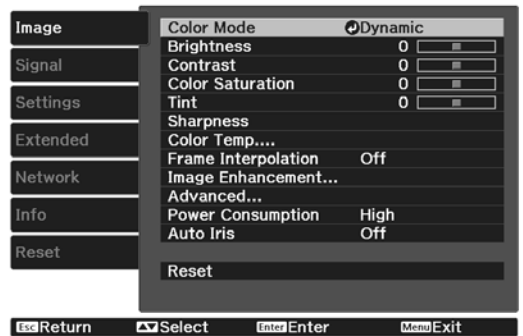 Image
Signal
Settings
Extended
Network
Info
Reset
Color Mode Dynamic
Brightness 0
Contrast 0
Color Saturation 0
Tint 0
Sharpness
Color Temp....
Frame Interpolation Off
Image Enhancement...
Advanced...
Power Consumption High
Auto Iris Off
Reset
Esc Return Select Enter Enter Menu Exit